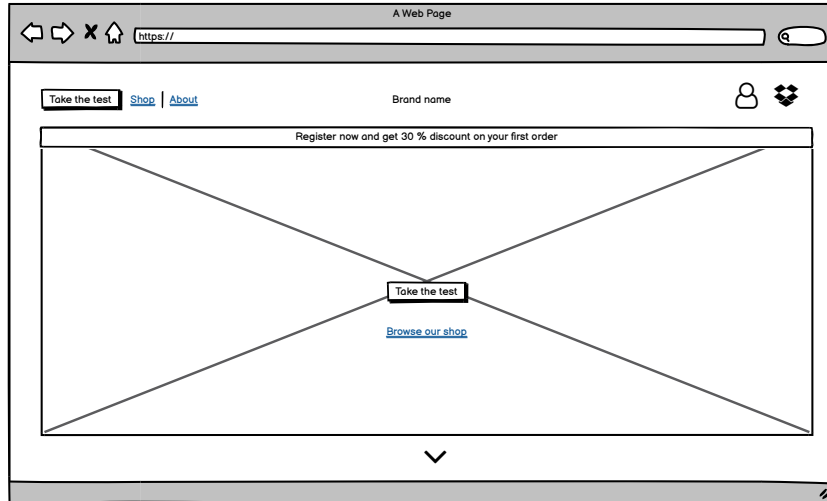 A Web Page
https://
Take the test Shop About
Brand name
Register now and get 30 % discount on your first order
Take the test
Browse our shop